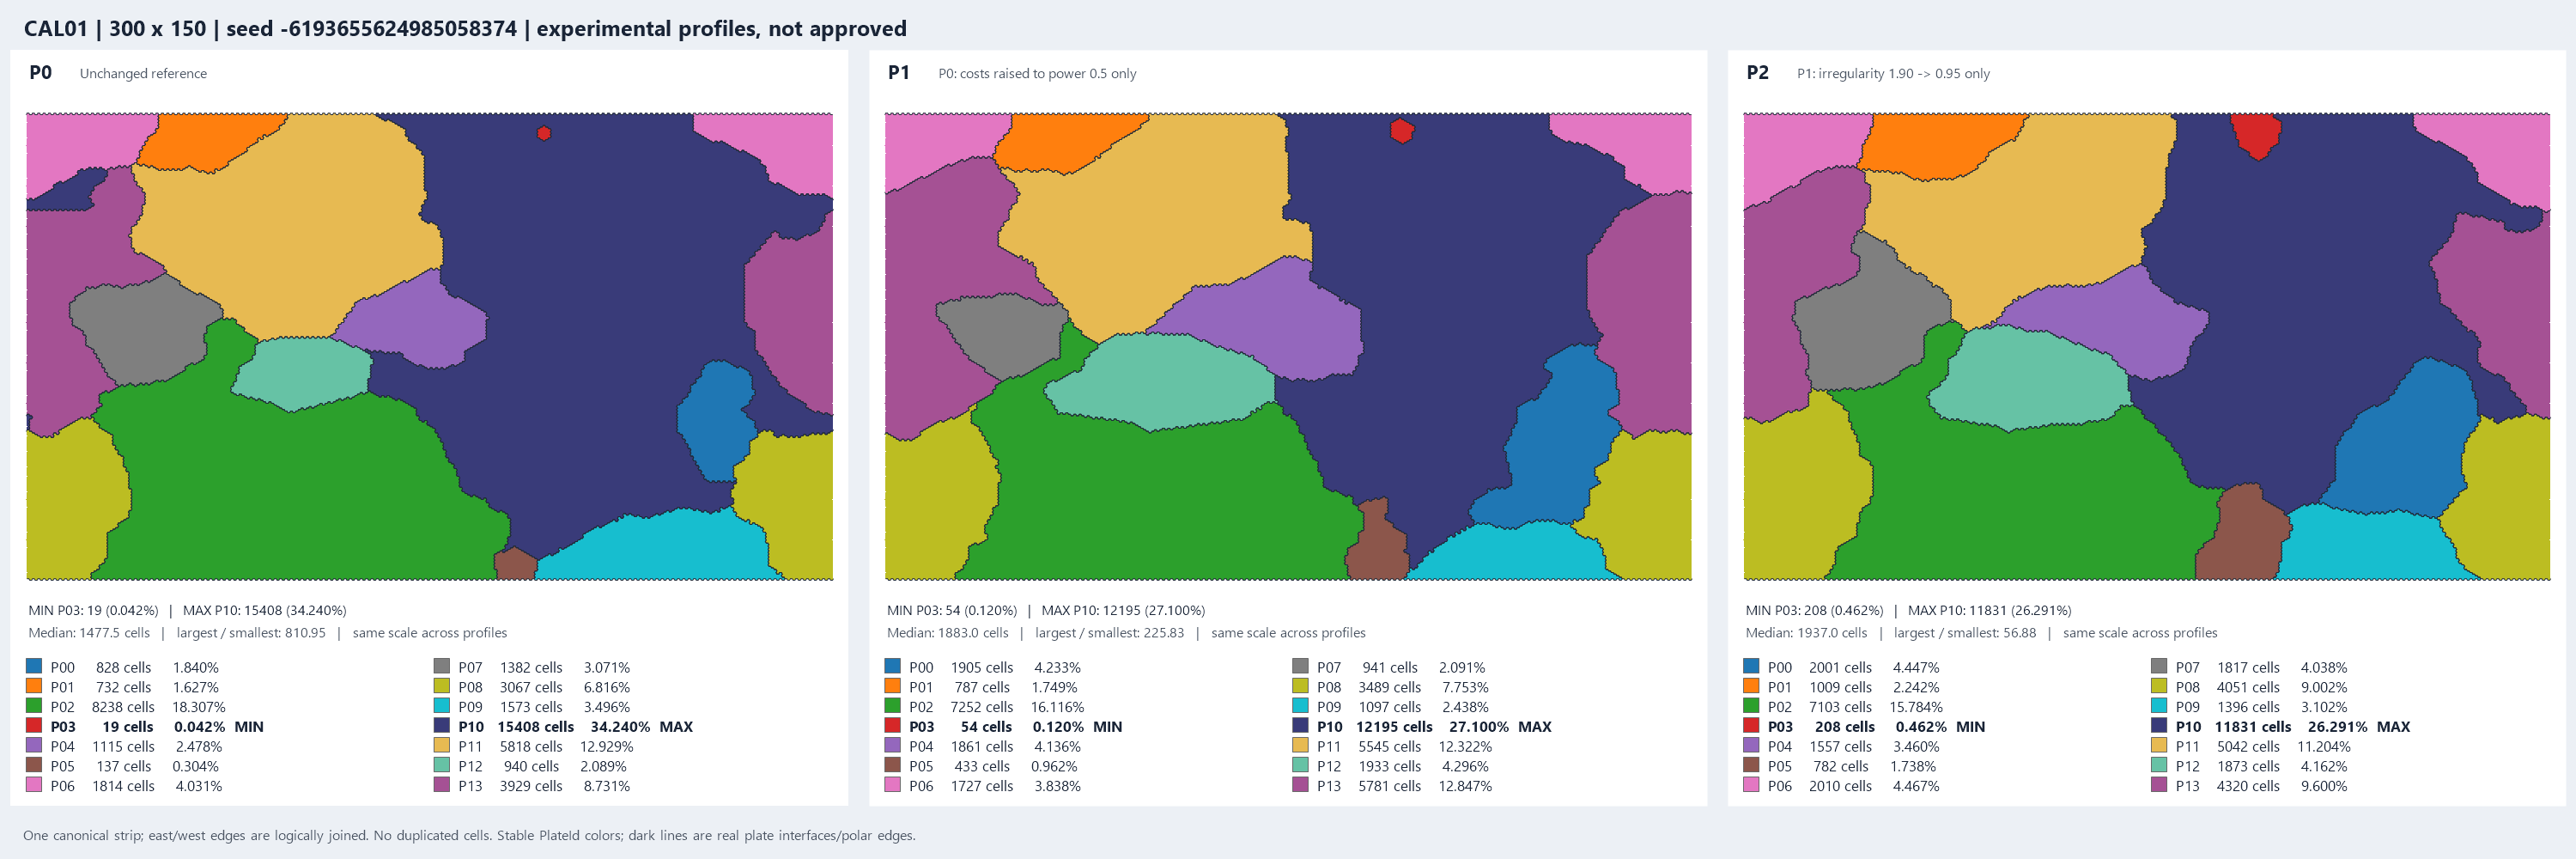 CAL01 | 300 x 150 | seed -6193655624985058374 | experimental profiles, not approved
P0 Unchanged reference
MIN P03: 19 (0.042%) | MAX P10: 15408 (34.240%)
Median: 1477.5 cells | largest / smallest: 810.95 | same scale across profiles
P00 828 cells 1.840%
P01 732 cells 1.627%
P02 8238 cells 18.307%
P03 19 cells 0.042% MIN
P04 1115 cells 2.478%
P05 137 cells 0.304%
P06 1814 cells 4.031%
P07 1382 cells 3.071%
P08 3067 cells 6.816%
P09 1573 cells 3.496%
P10 15408 cells 34.240% MAX
P11 5818 cells 12.929%
P12 940 cells 2.089%
P13 3929 cells 8.731%
P1 P0: costs raised to power 0.5 only
MIN P03: 54 (0.120%) | MAX P10: 12195 (27.100%)
Median: 1883.0 cells | largest / smallest: 225.83 | same scale across profiles
P00 1905 cells 4.233%
P01 787 cells 1.749%
P02 7252 cells 16.116%
P03 54 cells 0.120% MIN
P04 1861 cells 4.136%
P05 433 cells 0.962%
P06 1727 cells 3.838%
P07 941 cells 2.091%
P08 3489 cells 7.753%
P09 1097 cells 2.438%
P10 12195 cells 27.100% MAX
P11 5545 cells 12.322%
P12 1933 cells 4.296%
P13 5781 cells 12.847%
P2 P1: irregularity 1.90 -> 0.95 only
MIN P03: 208 (0.462%) | MAX P10: 11831 (26.291%)
Median: 1937.0 cells | largest / smallest: 56.88 | same scale across profiles
P00 2001 cells 4.447%
P01 1009 cells 2.242%
P02 7103 cells 15.784%
P03 208 cells 0.462% MIN
P04 1557 cells 3.460%
P05 782 cells 1.738%
P06 2010 cells 4.467%
P07 1817 cells 4.038%
P08 4051 cells 9.002%
P09 1396 cells 3.102%
P10 11831 cells 26.291% MAX
P11 5042 cells 11.204%
P12 1873 cells 4.162%
P13 4320 cells 9.600%
One canonical strip; east/west edges are logically joined. No duplicated cells. Stable PlateId colors; dark lines are real plate interfaces/polar edges.